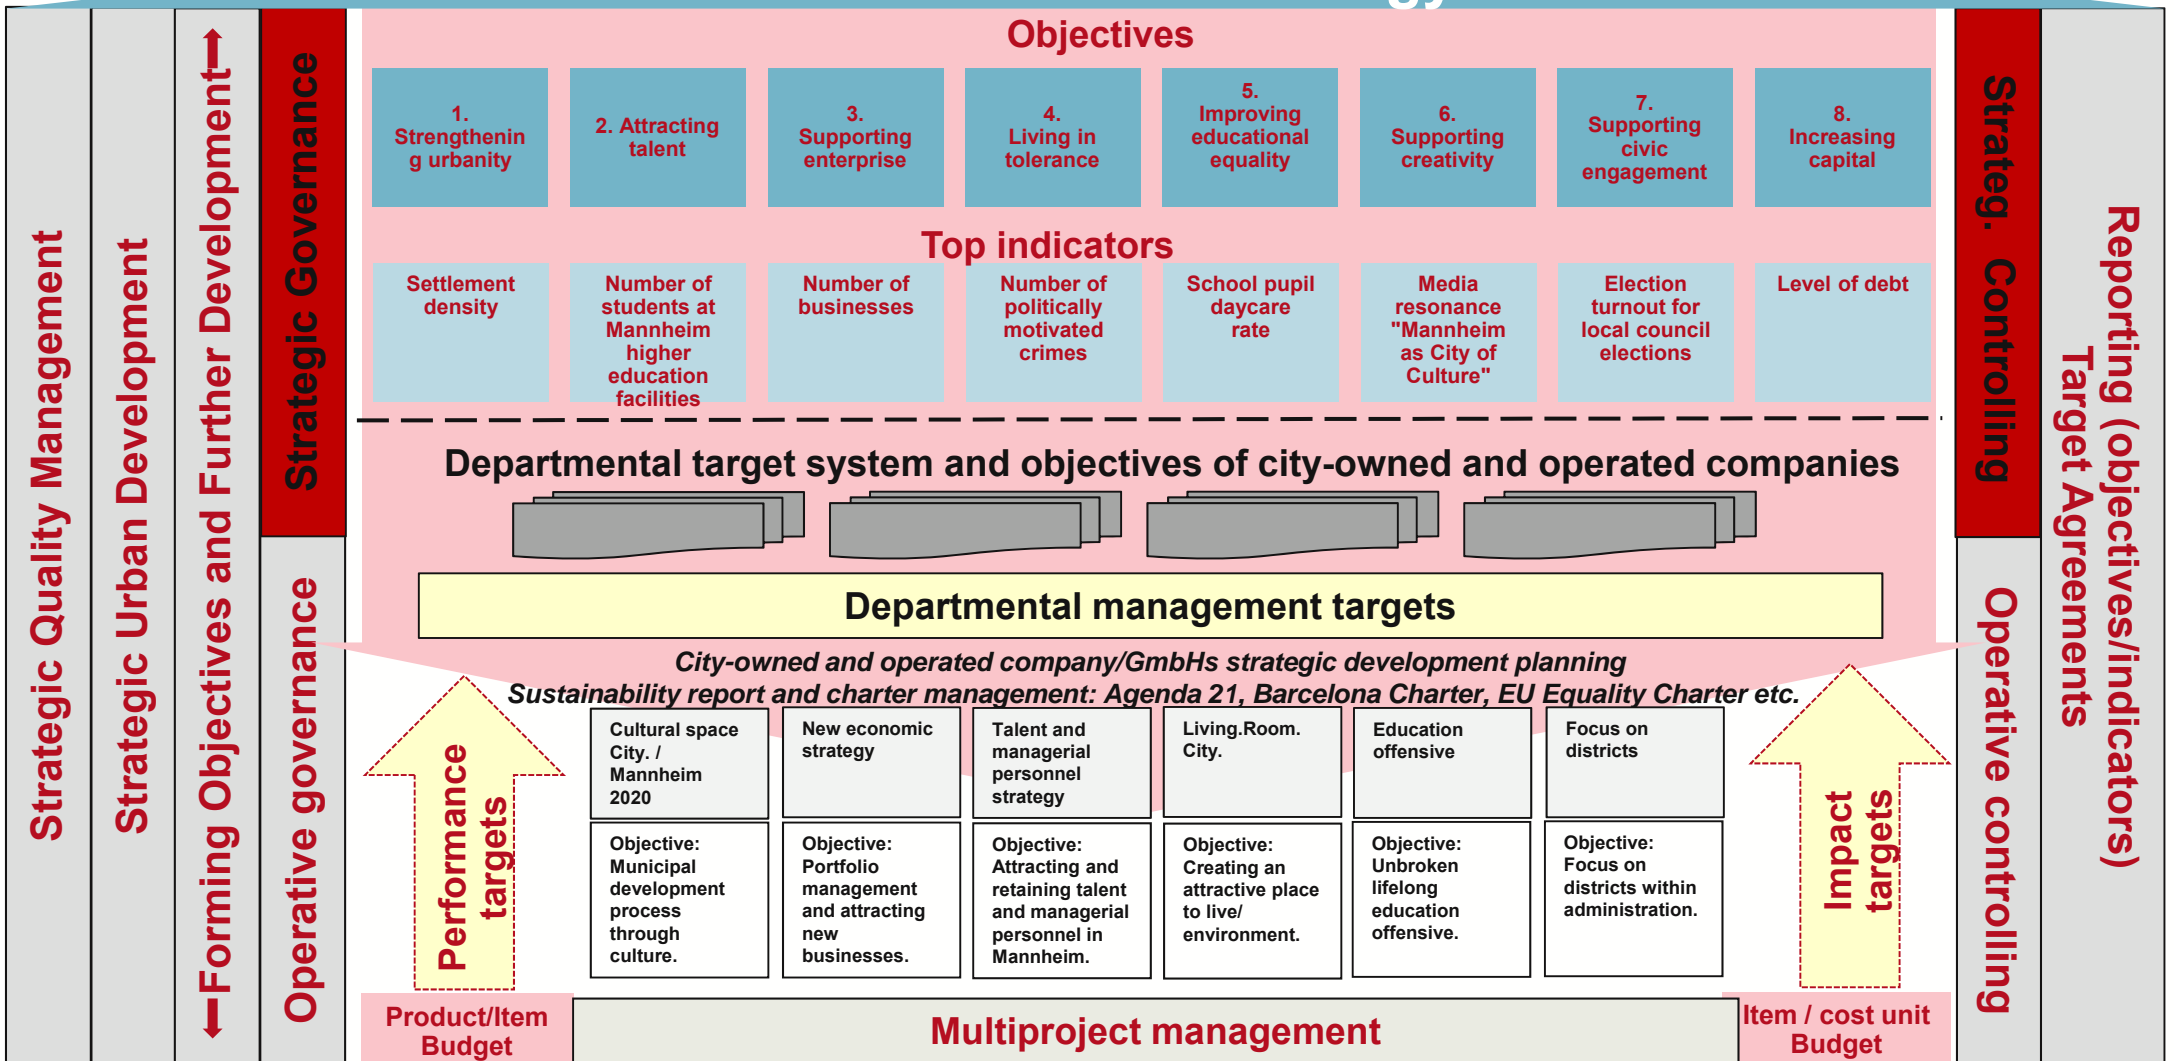 Objectives
1.
Strengthenin
g urbanity
2. Attracting
talent
3.
Supporting
enterprise
4.
Living in
tolerance
5.
Improving
educational
equality
6.
Supporting
creativity
7.
Supporting
civic
engagement
8.
Increasing
capital
Top indicators
Settlement
density
Number of
students at
Mannheim
higher
education
facilities
Number of
businesses
Number of
politically
motivated
crimes
School pupil
daycare
rate
Media
resonance
"Mannheim
as City of
Culture"
Election
turnout for
local council
elections
Level of debt
Departmental target system and objectives of city-owned and operated companies
Departmental management targets
City-owned and operated company/GmbHs strategic development planning
Sustainability report and charter management: Agenda 21, Barcelona Charter, EU Equality Charter etc.
Cultural space
City. /
Mannheim
2020
New economic
strategy
Talent and
managerial
personnel
strategy
Living.Room.
City.
Education
offensive
Focus on
districts
Objective:
Municipal
development
process
through
culture.
Objective:
Portfolio
management
and attracting
new
businesses.
Objective:
Attracting and
retaining talent
and managerial
personnel in
Mannheim.
Objective:
Creating an
attractive place
to live/
environment.
Objective:
Unbroken
lifelong
education
offensive.
Objective:
Focus on
districts within
administration.
Performance
targets
Impact
targets
Product/Item
Budget
Multiproject management
Item / cost unit
Budget
Strategic Quality Management
Strategic Urban Development
Forming Objectives and Further Development
Strategic Governance
Operative governance
Strateg. Controlling
Operative controlling
Reporting (objectives/indicators)
Target Agreements